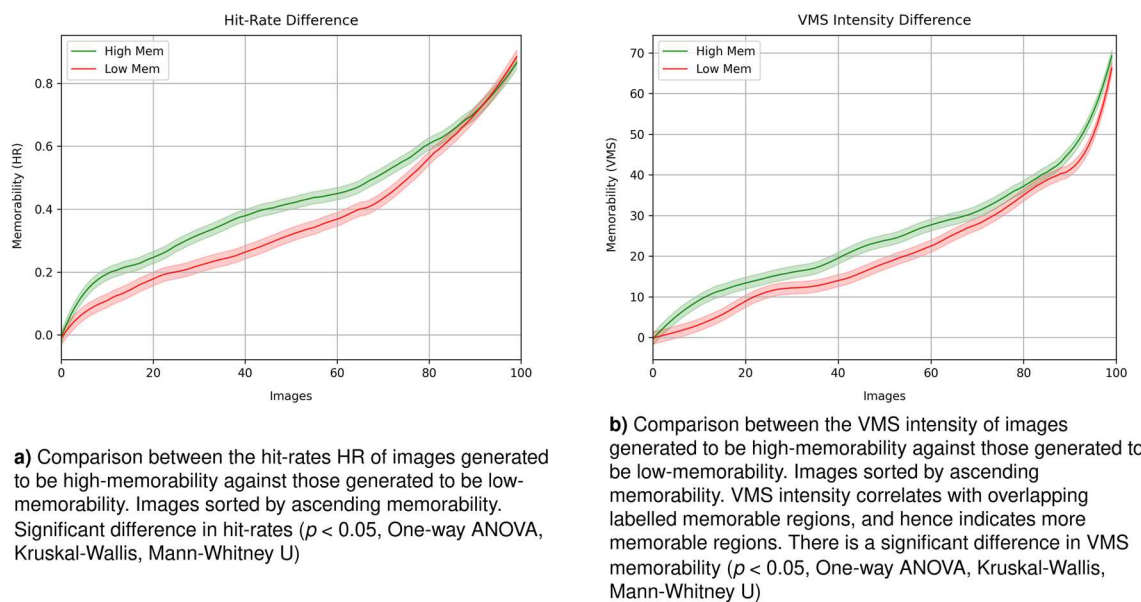 Hit-Rate Difference
High Mem
Low Mem
0.8
0.6
0.4
0.2
0.0
Memorability (HR)
0 20 40 60 80 100
Images
a) Comparison between the hit-rates HR of images generated
to be high-memorability against those generated to be low-
memorability. Images sorted by ascending memorability.
Significant difference in hit-rates (p < 0.05, One-way ANOVA,
Kruskal-Wallis, Mann-Whitney U)
VMS Intensity Difference
High Mem
Low Mem
70
60
50
40
30
20
10
0
Memorability (VMS)
0 20 40 60 80 100
Images
b) Comparison between the VMS intensity of images
generated to be high-memorability against those generated to
be low-memorability. Images sorted by ascending
memorability. VMS intensity correlates with overlapping
labelled memorable regions, and hence indicates more
memorable regions. There is a significant difference in VMS
memorability (p < 0.05, One-way ANOVA, Kruskal-Wallis,
Mann-Whitney U)